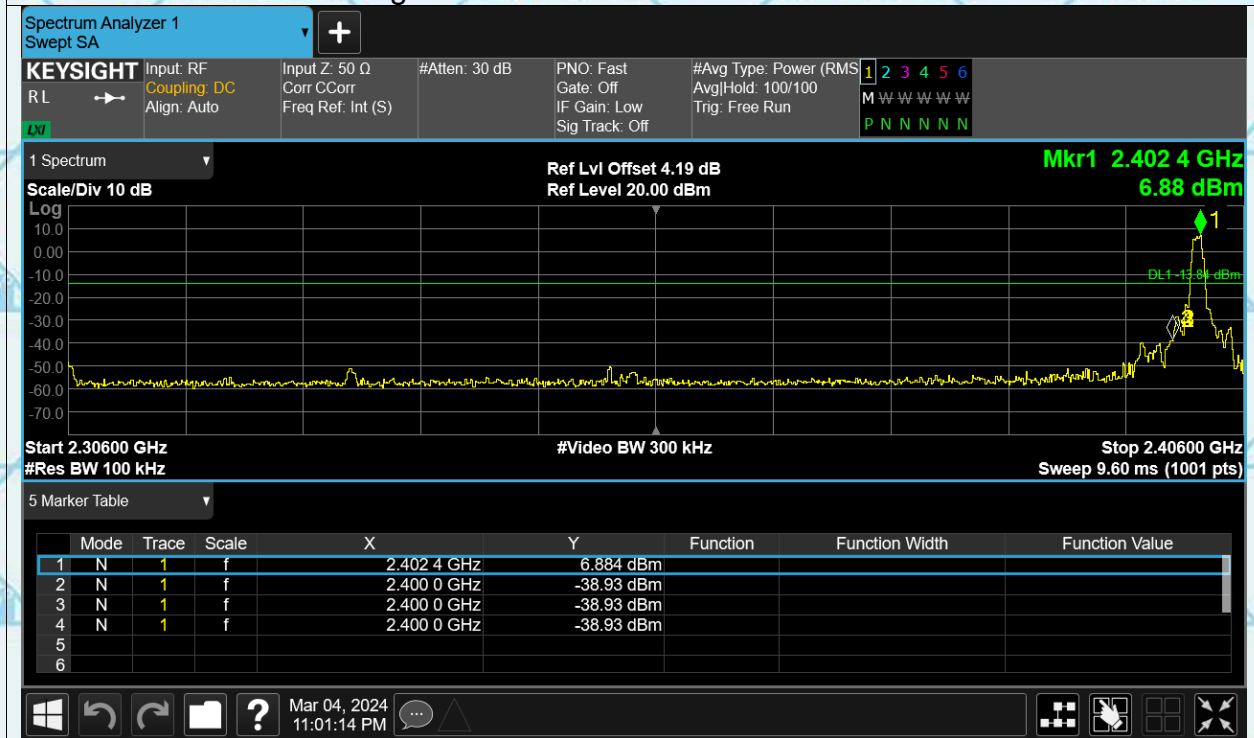 Spectrum Analyzer 1
Swept SA
+
KEYSIGHT
RL
LXI
Input: RF
Coupling: DC
Align: Auto
Input Z: 50 Ω
Corr CCorr
Freq Ref: Int (S)
#Atten: 30 dB
PNO: Fast
Gate: Off
IF Gain: Low
Sig Track: Off
#Avg Type: Power (RMS
Avg|Hold: 100/100
Trig: Free Run
1 2 3 4 5 6
M W W W W W
P N N N N N
1 Spectrum
Scale/Div 10 dB
Ref Lvl Offset 4.19 dB
Ref Level 20.00 dBm
Mkr1 2.402 4 GHz
6.88 dBm
Log
10.0
0.00
-10.0
-20.0
-30.0
-40.0
-50.0
-60.0
-70.0
1
DL1 -13.84 dBm
Start 2.30600 GHz
#Res BW 100 kHz
#Video BW 300 kHz
Stop 2.40600 GHz
Sweep 9.60 ms (1001 pts)
5 Marker Table
Mode Trace Scale X Y Function Function Width Function Value
1 N 1 f 2.402 4 GHz 6.884 dBm
2 N 1 f 2.400 0 GHz -38.93 dBm
3 N 1 f 2.400 0 GHz -38.93 dBm
4 N 1 f 2.400 0 GHz -38.93 dBm
5
6
?
Mar 04, 2024
11:01:14 PM